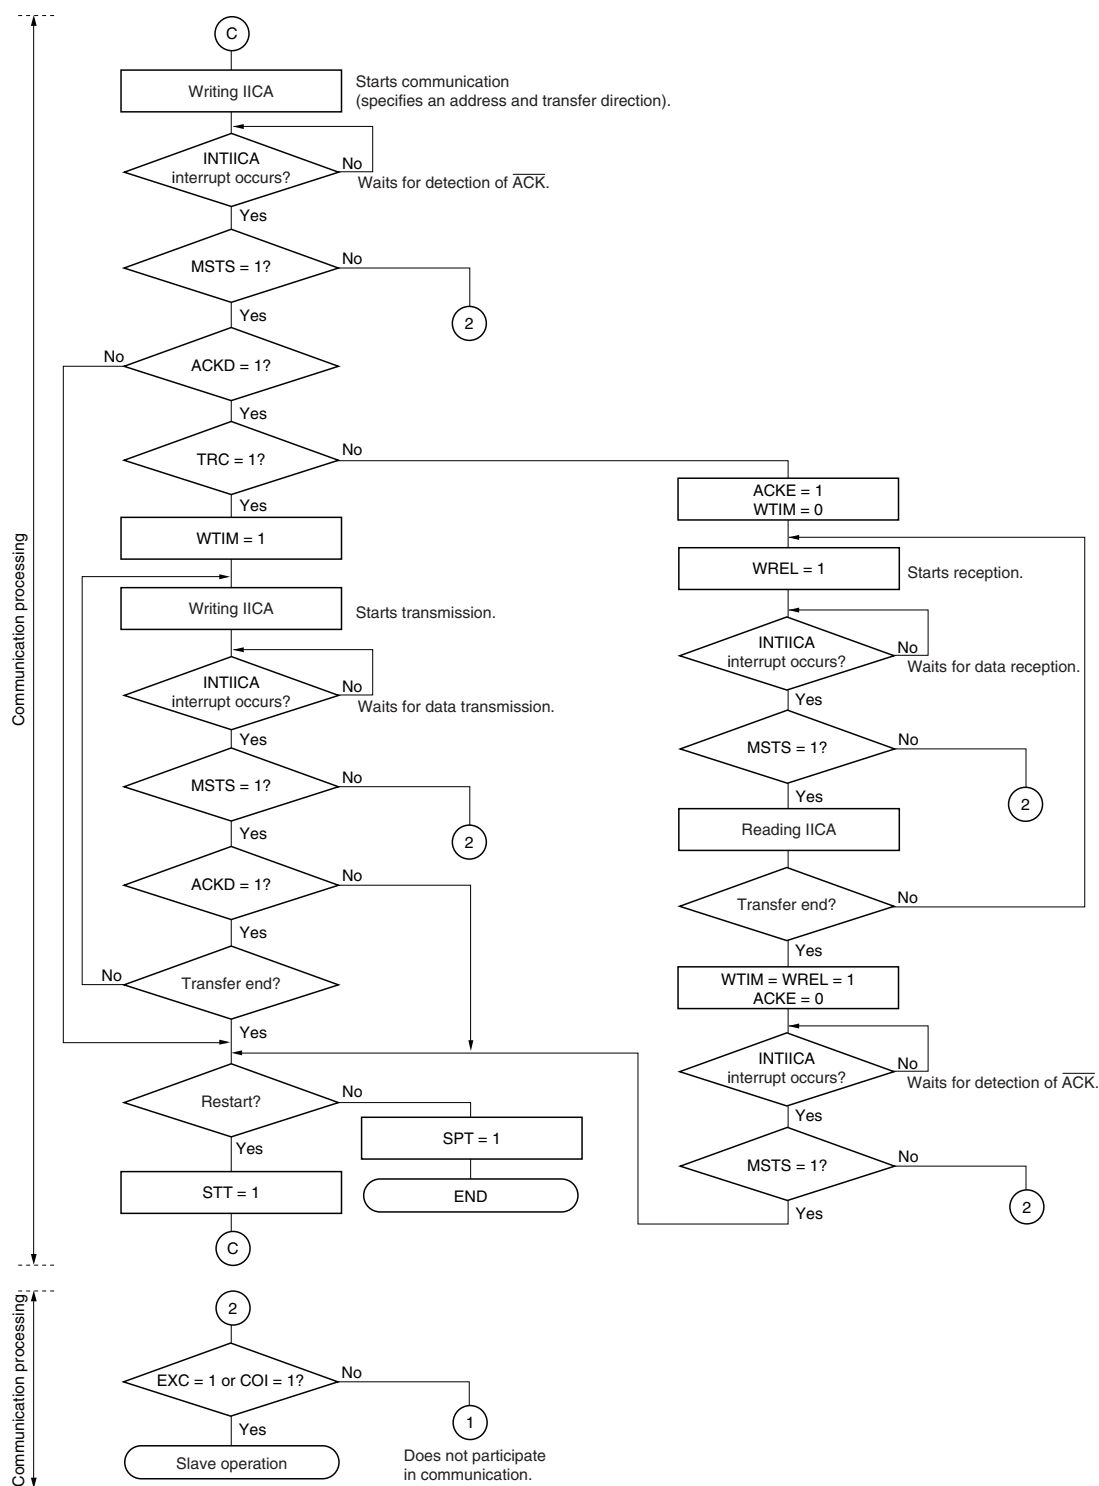 C
Writing IICA
Starts communication
(specifies an address and transfer direction).
INTIICA
interrupt occurs?
No
Waits for detection of ACK.
Yes
MSTS = 1?
No
2
Yes
ACKD = 1?
No
Yes
TRC = 1?
No
Yes
WTIM = 1
Writing IICA
Starts transmission.
INTIICA
interrupt occurs?
No
Waits for data transmission.
Yes
MSTS = 1?
No
2
Yes
ACKD = 1?
No
Yes
Transfer end?
No
Yes
Restart?
No
SPT = 1
END
Yes
STT = 1
C
ACKE = 1
WTIM = 0
WREL = 1
Starts reception.
INTIICA
interrupt occurs?
No
Waits for data reception.
Yes
MSTS = 1?
No
2
Yes
Reading IICA
Transfer end?
No
Yes
WTIM = WREL = 1
ACKE = 0
INTIICA
interrupt occurs?
No
Waits for detection of ACK.
Yes
MSTS = 1?
No
2
Yes
Communication processing
2
EXC = 1 or COI = 1?
No
1
Does not participate
in communication.
Yes
Slave operation
Communication processing